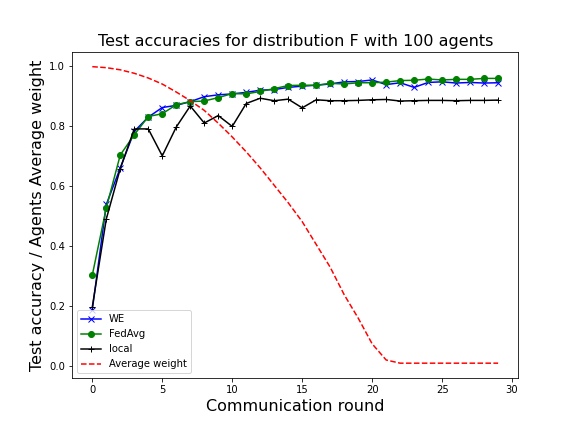 Test accuracies for distribution F with 100 agents
Test accuracy / Agents Average weight
1.0
0.8
0.6
0.4
0.2
0.0
WE
FedAvg
local
Average weight
0 5 10 15 20 25 30
Communication round